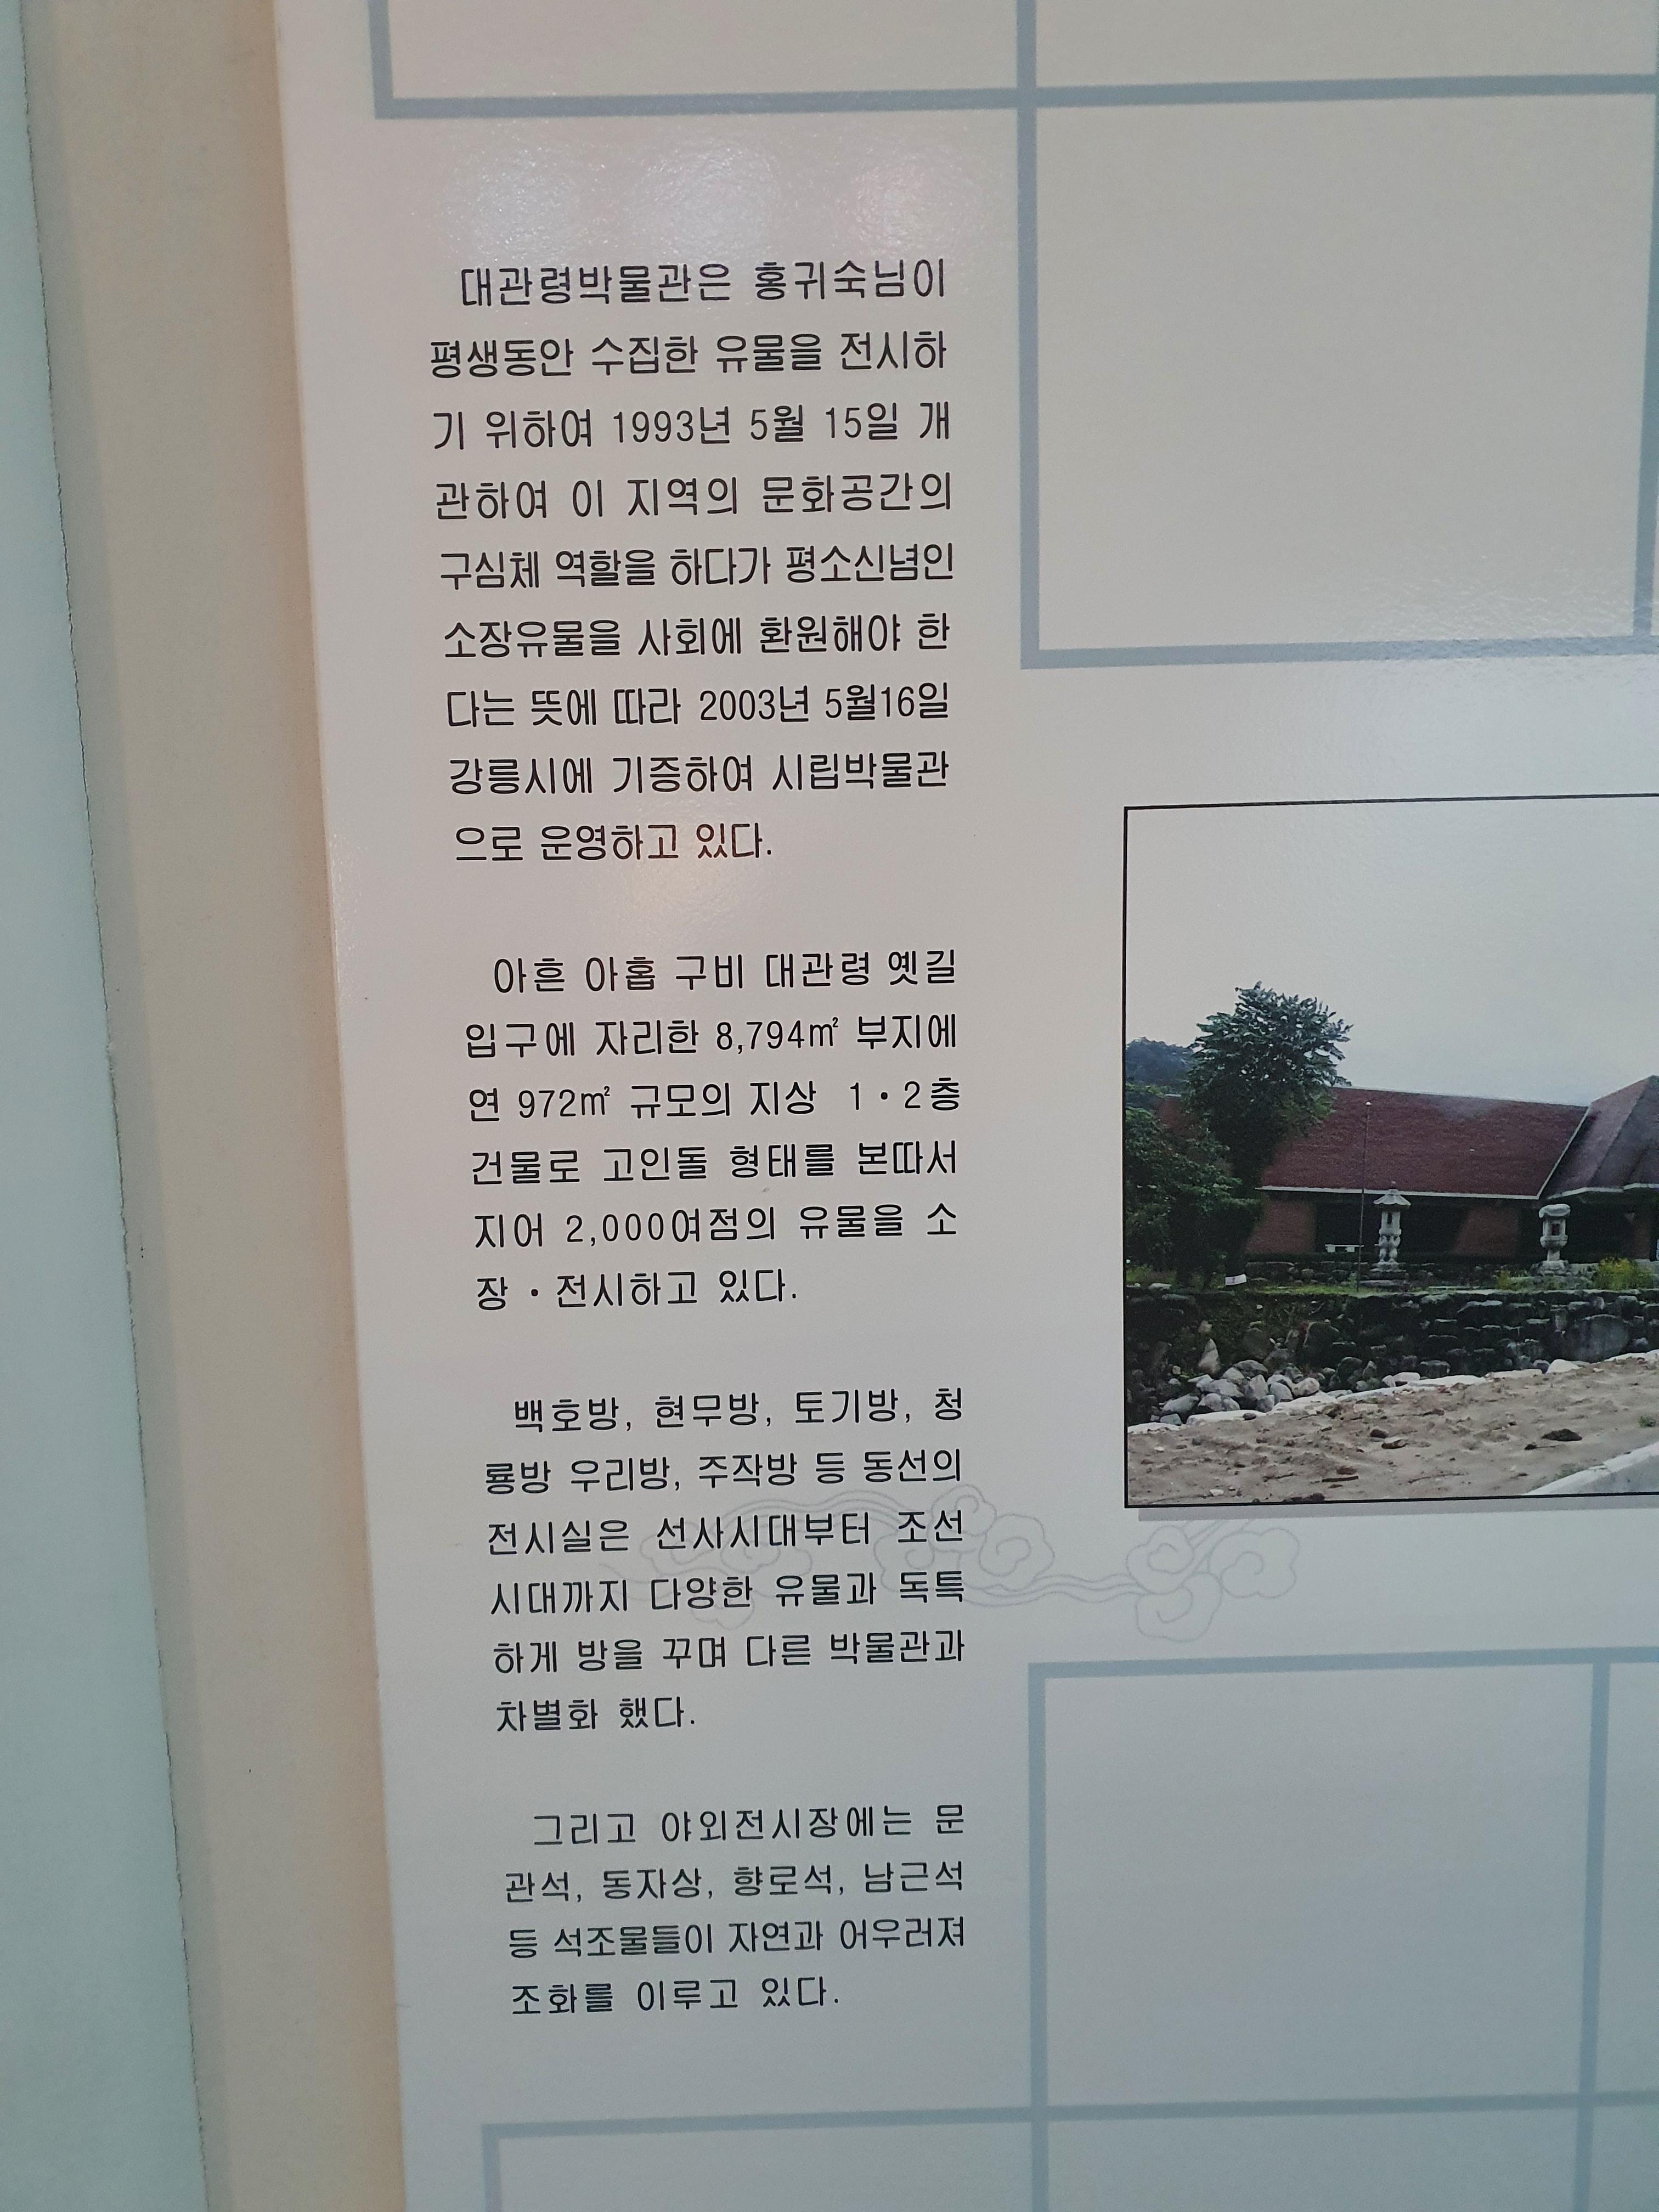 대관령박물관은 홍귀숙님이
평생동안 수집한 유물을 전시하
기 위하여 1993년 5월 15일 개
관하여 이 지역의 문화공간의
구심체 역할을 하다가 평소신념인
소장유물을 사회에 환원해야 한
다는 뜻에 따라 2003년 5월16일
강릉시에 기증하여 시립박물관
으로 운영하고 있다.
아흔 아홉 구비 대관령 옛길
입구에 자리한 8,794㎡ 부지에
연 972㎡ 규모의 지상 1·2층
건물로 고인돌 형태를 본따서
지어 2,000여점의 유물을 소
장·전시하고 있다.
백호방, 현무방, 토기방, 청
룡방 우리방, 주작방 등 동선의
전시실은 선사시대부터 조선
시대까지 다양한 유물과 독특
하게 방을 꾸며 다른 박물관과
차별화 했다.
그리고 야외전시장에는 문
관석, 동자상, 향로석, 남근석
등 석조물들이 자연과 어우러져
조화를 이루고 있다.